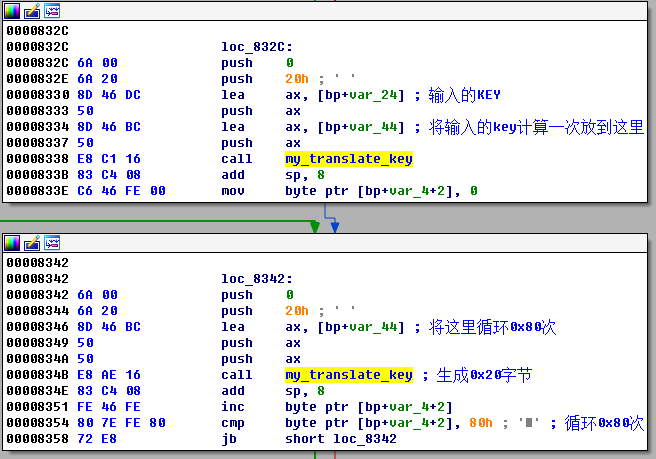 0000832C
0000832C loc_832C:
0000832C 6A 00 push 0
0000832E 6A 20 push 20h ; ' '
00008330 8D 46 DC lea ax, [bp+var_24] ; 输入的KEY
00008333 50 push ax
00008334 8D 46 BC lea ax, [bp+var_44] ; 将输入的key计算一次放到这里
00008337 50 push ax
00008338 E8 C1 16 call my_translate_key
0000833B 83 C4 08 add sp, 8
0000833E C6 46 FE 00 mov byte ptr [bp+var_4+2], 0
00008342
00008342 loc_8342:
00008342 6A 00 push 0
00008344 6A 20 push 20h ; ' '
00008346 8D 46 BC lea ax, [bp+var_44] ; 将这里循环0x80次
00008349 50 push ax
0000834A 50 push ax
0000834B E8 AE 16 call my_translate_key ; 生成0x20字节
0000834E 83 C4 08 add sp, 8
00008351 FE 46 FE inc byte ptr [bp+var_4+2]
00008354 80 7E FE 80 cmp byte ptr [bp+var_4+2], 80h ; '' ; 循环0x80次
00008358 72 E8 jb short loc_8342